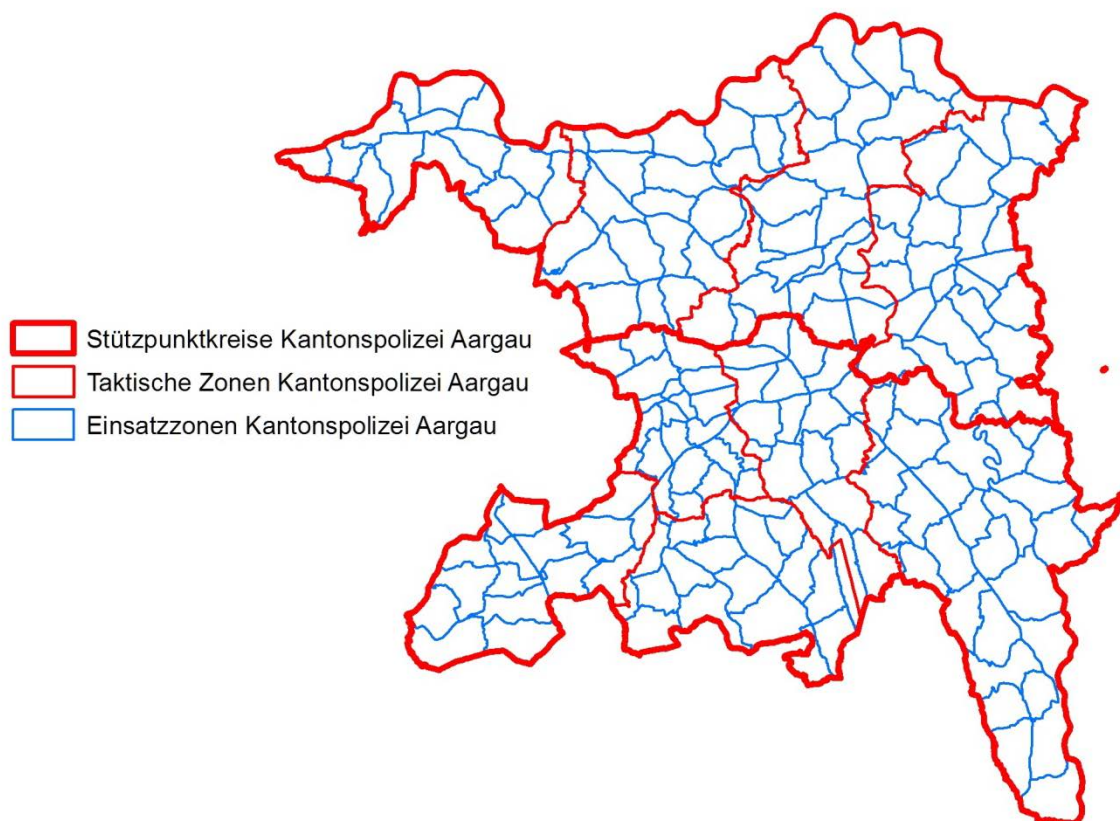 Stützpunktkreise Kantonspolizei Aargau
Taktische Zonen Kantonspolizei Aargau
Einsatzzonen Kantonspolizei Aargau